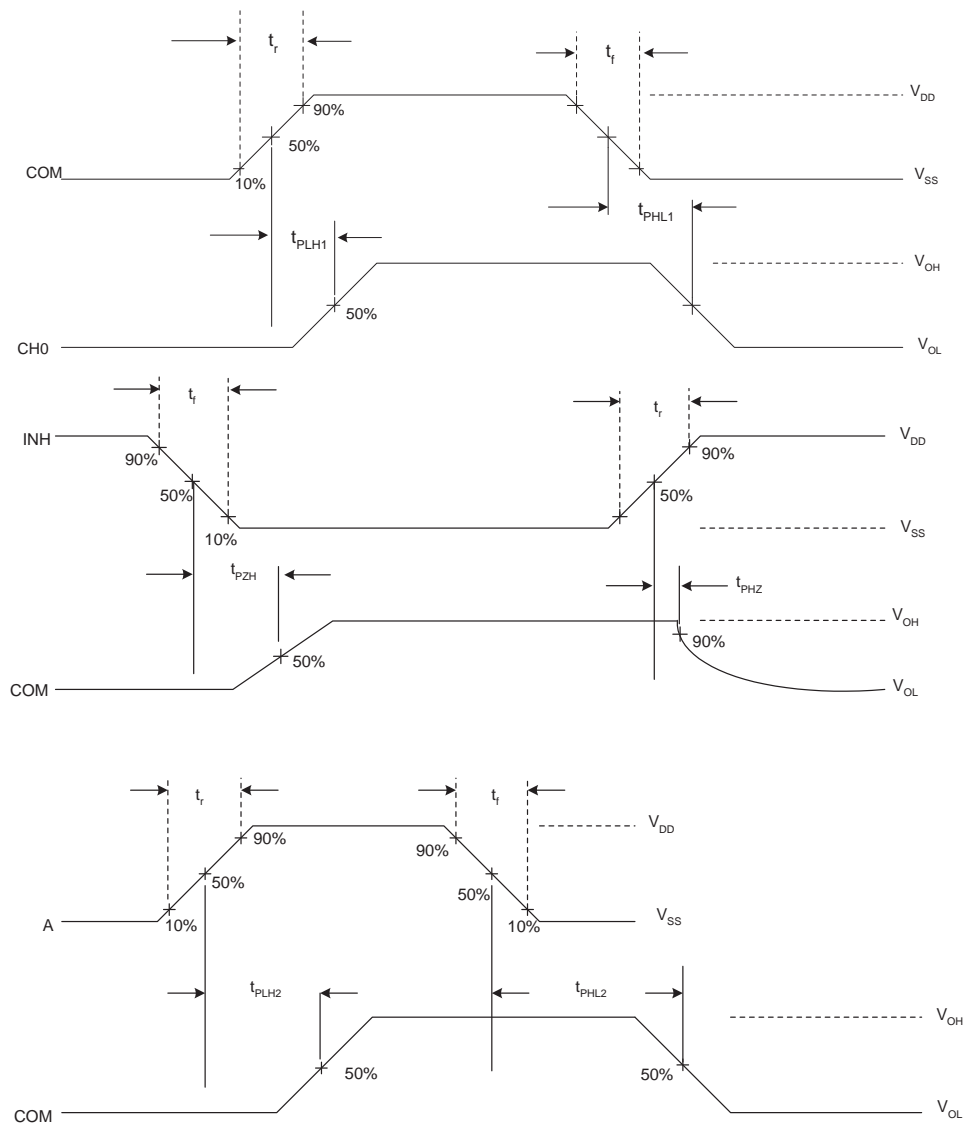 tr
tf
90%
VDD
50%
COM
10%
VSS
tPLH1
tPHL1
VOH
50%
CH0
VOL
tf
tr
INH
VDD
90%
90%
50%
50%
10%
VSS
tPZH
tPHZ
VOH
50%
90%
COM
VOL
tr
tf
VDD
90%
90%
50%
50%
A
10%
10%
VSS
tPLH2
tPHL2
VOH
50%
50%
COM
VOL